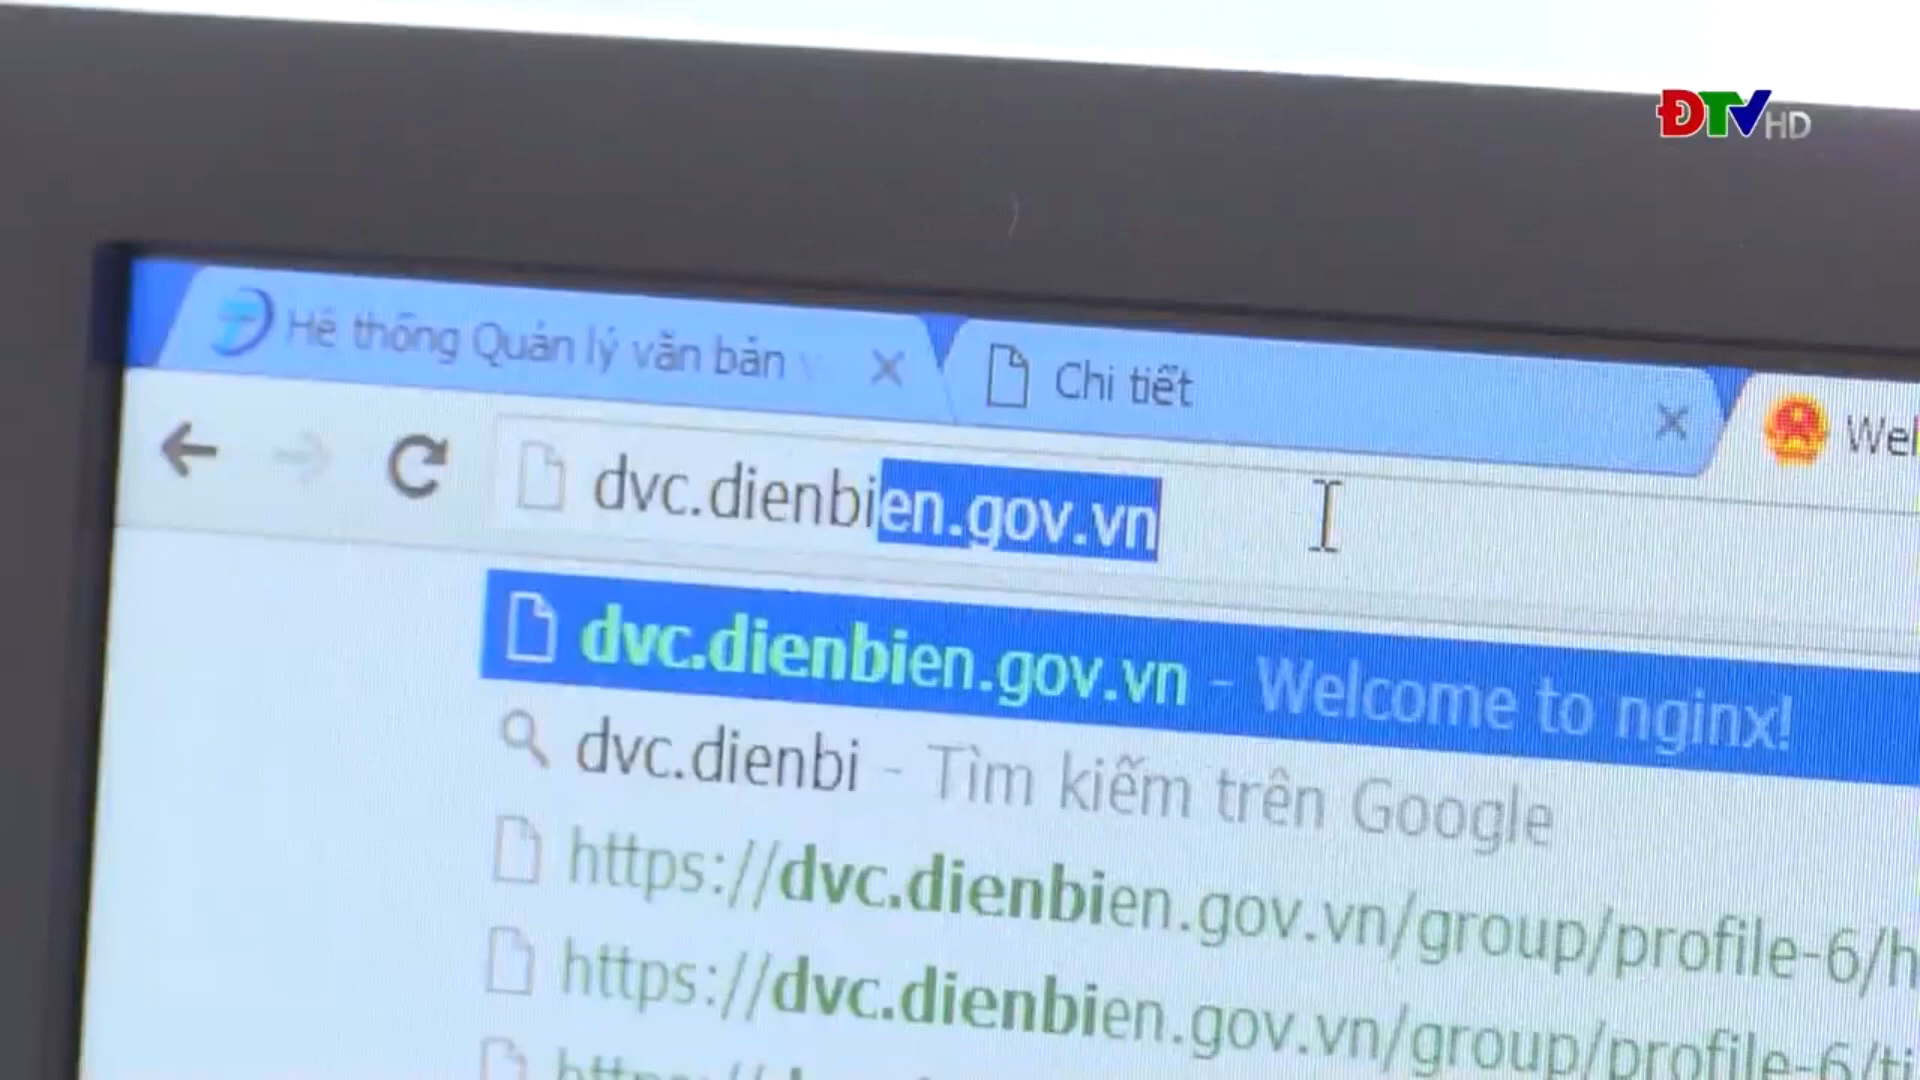 ĐTV HD
Hệ thống Quản lý văn bản
Chi tiết
Wel
dvc.dienbien.gov.vn
dvc.dienbien.gov.vn - Welcome to nginx!
dvc.dienbi - Tìm kiếm trên Google
https://dvc.dienbien.gov.vn/group/profile-6/h
https://dvc.dienbien.gov.vn/group/profile-6/ti